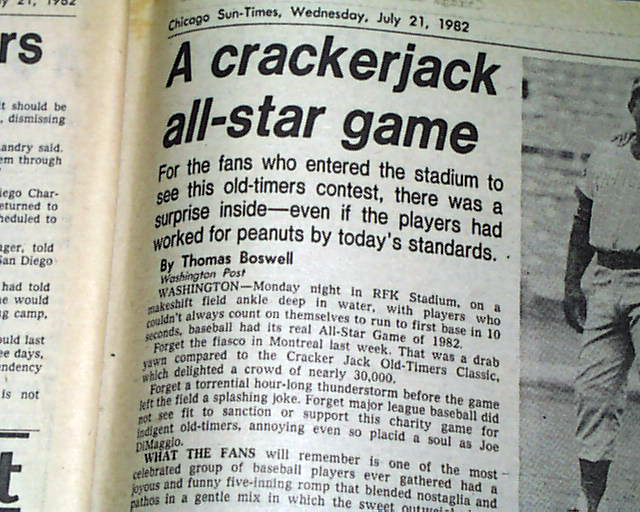 y 21, 1982
rs
t should be
, dismissing
andry said.
em through
iego Char-
eturned to
heduled to
ger, told
San Diego
had told
e would
g camp,
ould last
ee days,
ndency
is not
t
Chicago Sun-Times, Wednesday, July 21, 1982
A crackerjack
all-star game
For the fans who entered the stadium to
see this old-timers contest, there was a
surprise inside—even if the players had
worked for peanuts by today's standards.
By Thomas Boswell
Washington Post
WASHINGTON—Monday night in RFK Stadium, on a
makeshift field ankle deep in water, with players who
couldn't always count on themselves to run to first base in 10
seconds, baseball had its real All-Star Game of 1982.
Forget the fiasco in Montreal last week. That was a drab
yawn compared to the Cracker Jack Old-Timers Classic,
which delighted a crowd of nearly 30,000.
Forget a torrential hour-long thunderstorm before the game
left the field a splashing joke. Forget major league baseball did
not see fit to sanction or support this charity game for
indigent old-timers, annoying even so placid a soul as Joe
DiMaggio.
WHAT THE FANS will remember is one of the most
celebrated group of baseball players ever gathered had a
joyous and funny five-inning romp that blended nostalgia and
pathos in a gentle mix in which the sweet